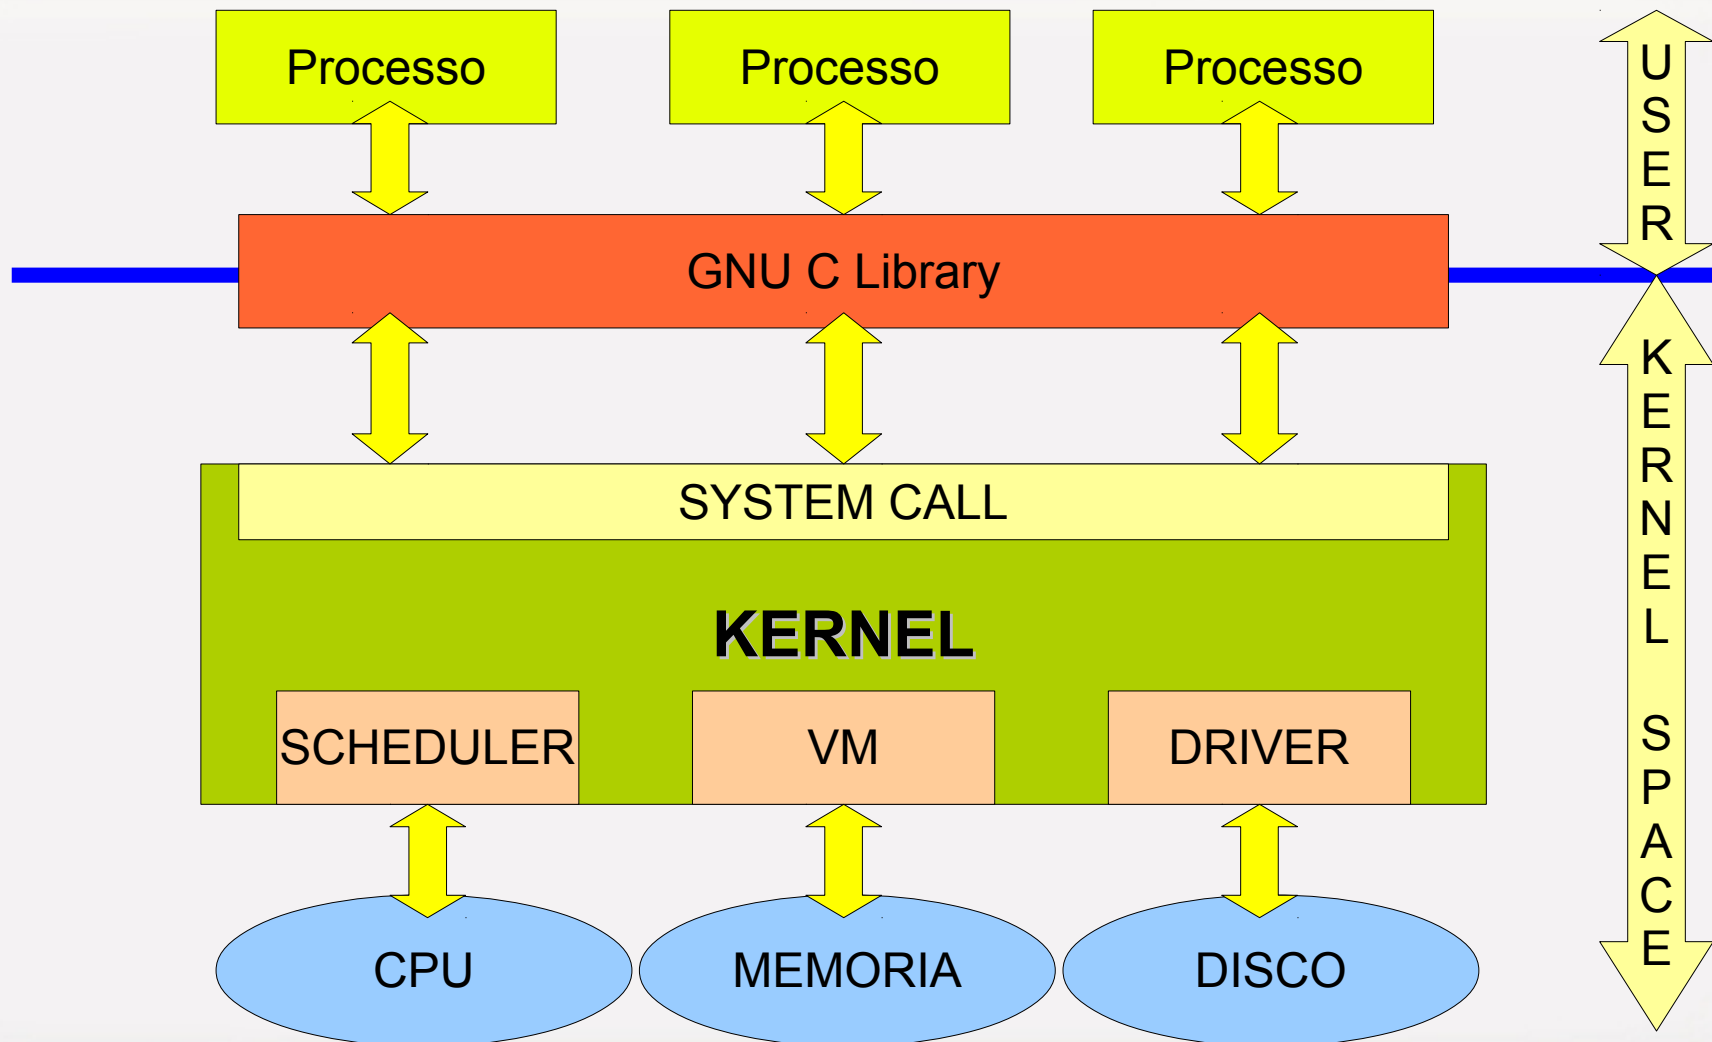 Processo
Processo
Processo
USER
GNU C Library
SYSTEM CALL
KERNEL
SCHEDULER
VM
DRIVER
CPU
MEMORIA
DISCO
KERNEL SPACE